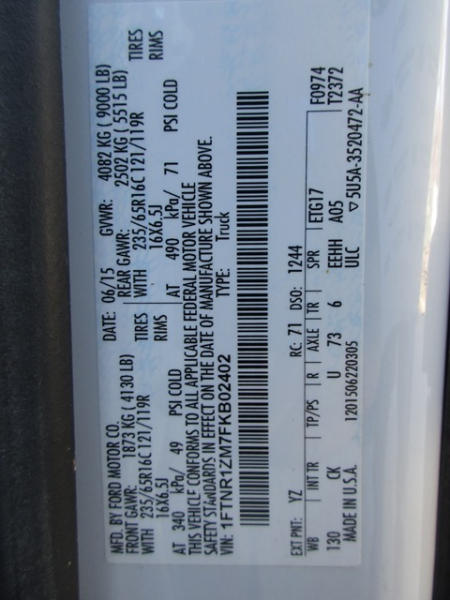 MFD. BY FORD MOTOR CO. DATE: 06/15 GVWR: 4082 KG ( 9000 LB)
FRONT GAWR: 1873 KG ( 4130 LB) REAR GAWR: 2502 KG ( 5515 LB)
235/65R16C 121/119R TIRES WITH 235/65R16C 121/119R TIRES
16X6.5J RIMS 16X6.5J RIMS
AT 340 kPa/ 49 PSI COLD AT 490 kPa/ 71 PSI COLD
THIS VEHICLE CONFORMS TO ALL APPLICABLE FEDERAL MOTOR VEHICLE
SAFETY STANDARDS IN EFFECT ON THE DATE OF MANUFACTURE SHOWN ABOVE.
VIN: 1FTNR1ZM7FKB02402 TYPE: Truck
EXT PNT: YZ RC: 71 DSO: 1244 F0974
WB INT TR TP/PS R AXLE TR SPR ETG17 T2372
130 CK U 73 6 EEHH A05
MADE IN U.S.A. 1201506220305 ULC ▽5U5A-3520472-AA